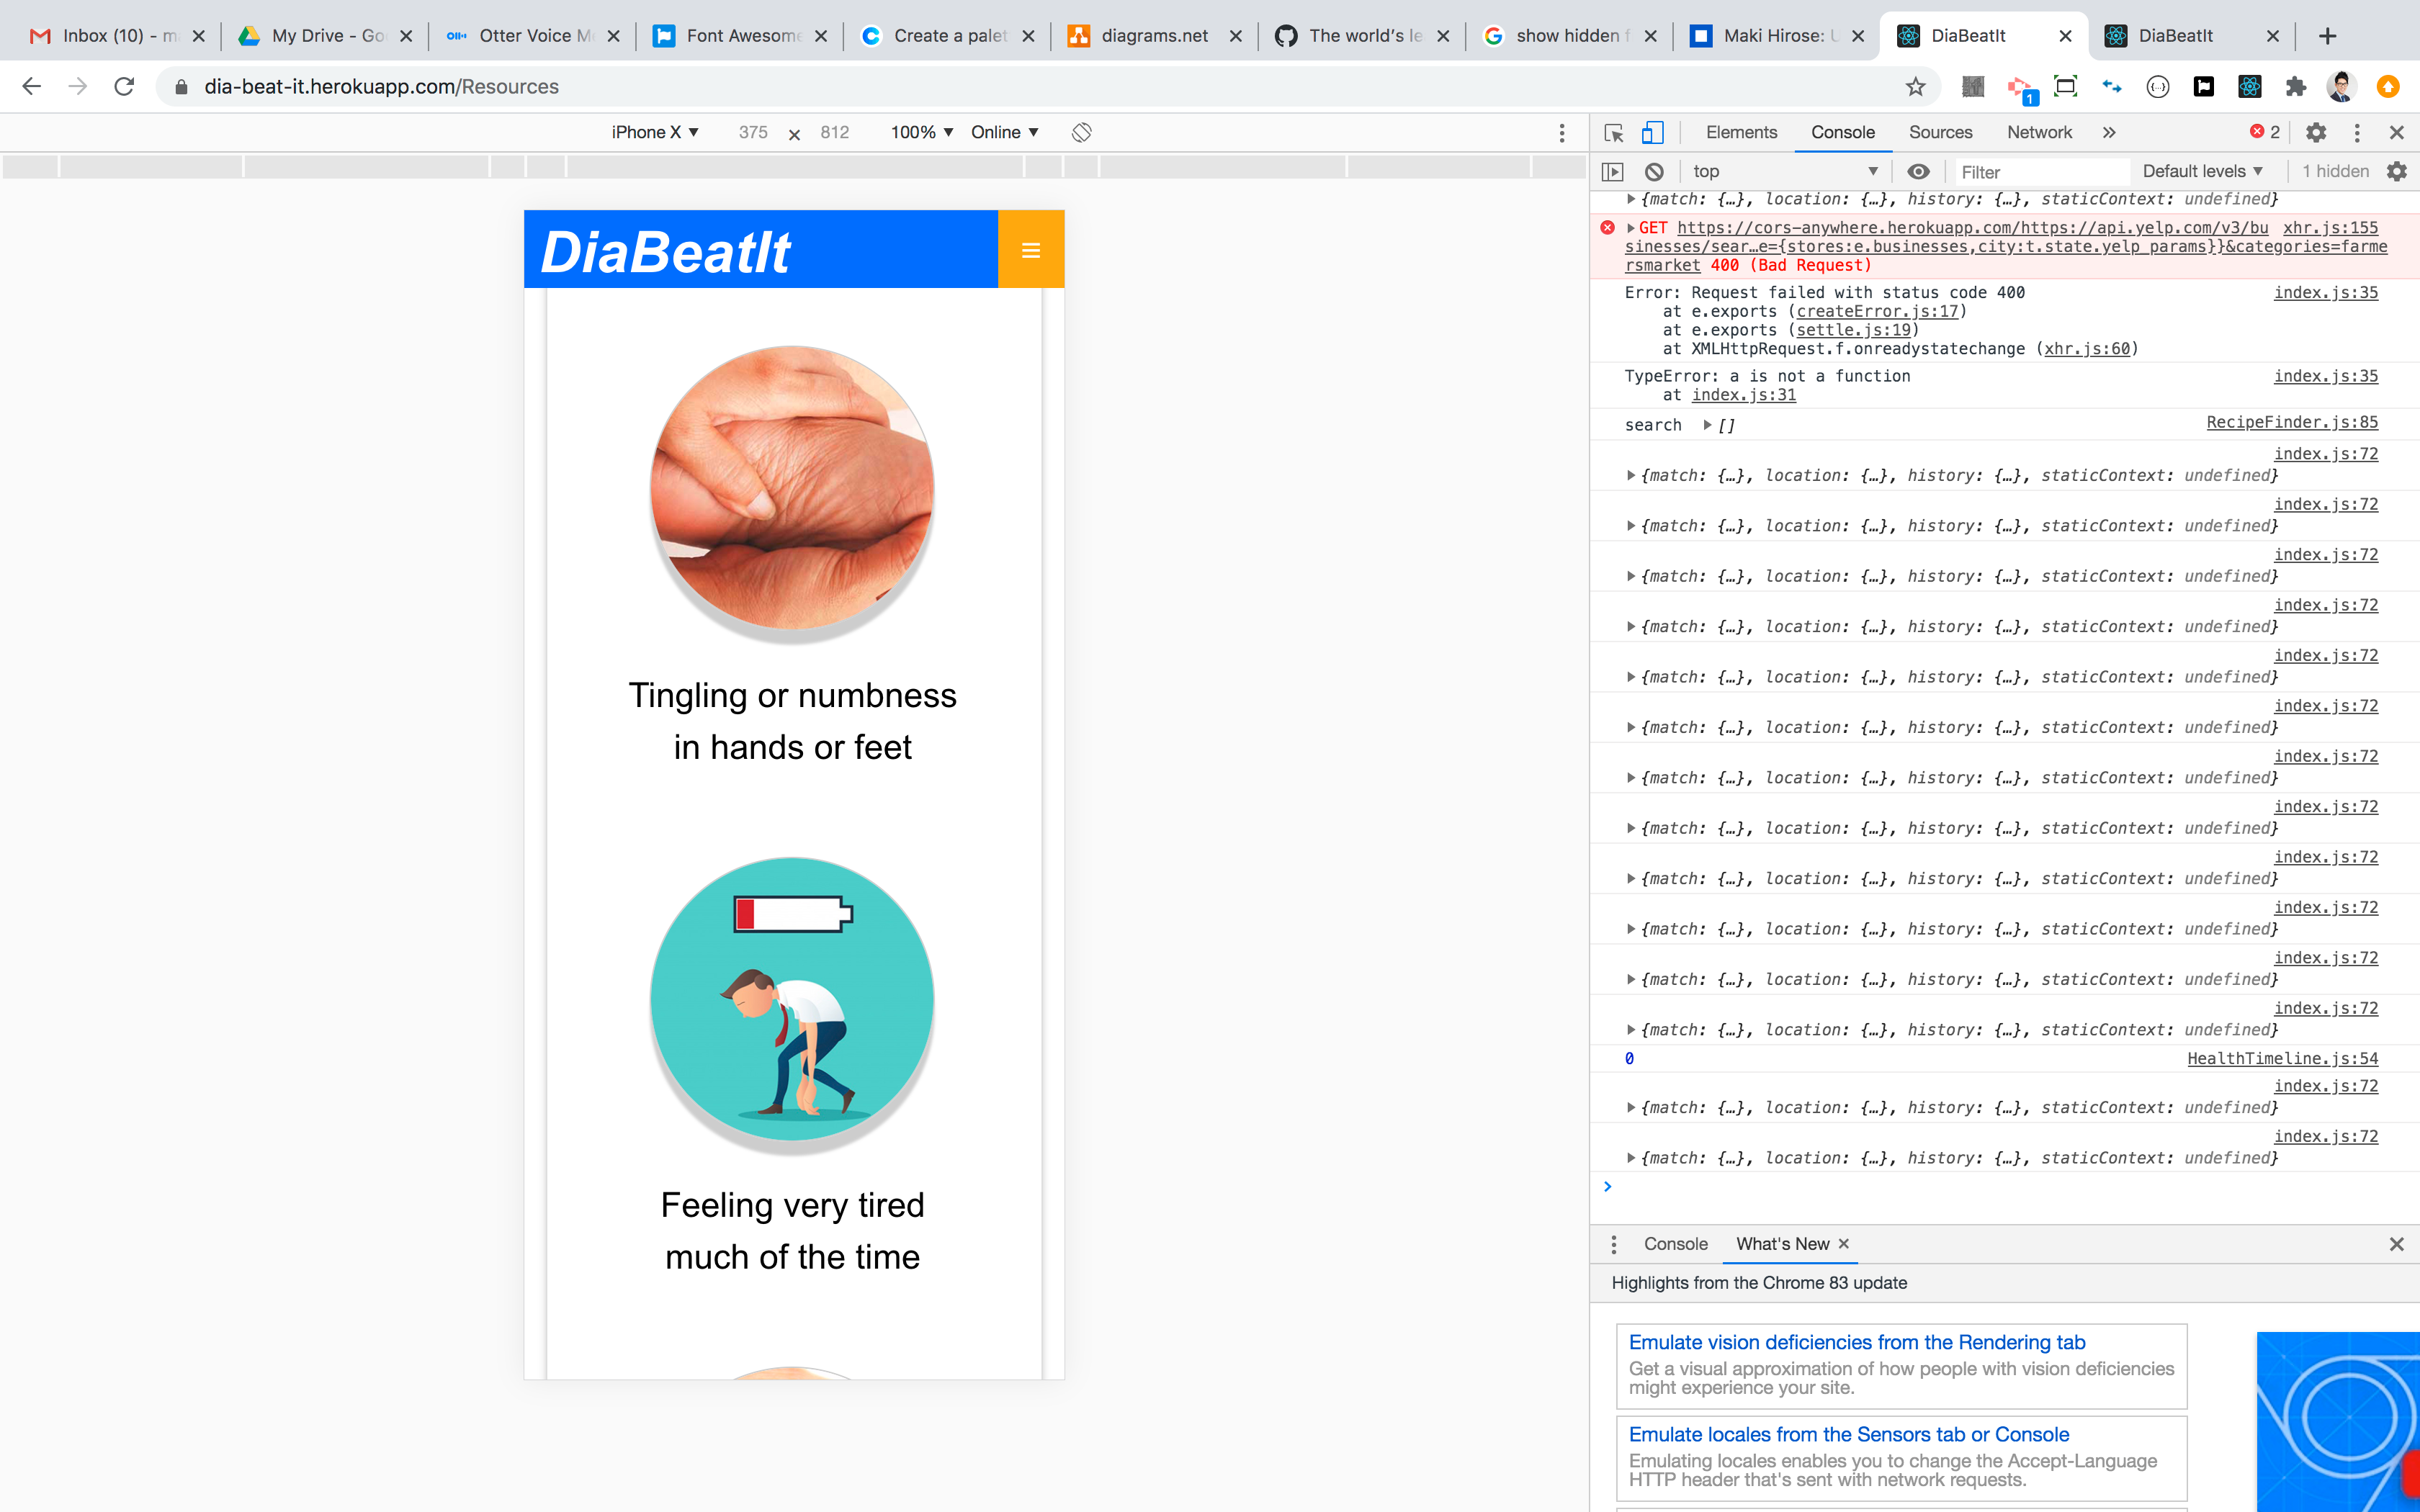 Inbox (10) - m
My Drive - Go
Otter Voice M
Font Awesome
Create a palet
diagrams.net
The world's le
show hidden f
Maki Hirose: U
DiaBeatIt
DiaBeatIt
dia-beat-it.herokuapp.com/Resources
1
iPhone X ▼ 375 × 812 100% ▼ Online ▼
Elements Console Sources Network » 2
top ▼ Filter Default levels ▼ 1 hidden
DiaBeatIt
Tingling or numbness
in hands or feet
Feeling very tired
much of the time
{match: {…}, location: {…}, history: {…}, staticContext: undefined}
GET https://cors-anywhere.herokuapp.com/https://api.yelp.com/v3/bu xhr.js:155
sinesses/sear…e={stores:e.businesses,city:t.state.yelp_params}}&categories=farme
rsmarket 400 (Bad Request)
Error: Request failed with status code 400 index.js:35
at e.exports (createError.js:17)
at e.exports (settle.js:19)
at XMLHttpRequest.f.onreadystatechange (xhr.js:60)
TypeError: a is not a function index.js:35
at index.js:31
search [] RecipeFinder.js:85
index.js:72
{match: {…}, location: {…}, history: {…}, staticContext: undefined}
index.js:72
{match: {…}, location: {…}, history: {…}, staticContext: undefined}
index.js:72
{match: {…}, location: {…}, history: {…}, staticContext: undefined}
index.js:72
{match: {…}, location: {…}, history: {…}, staticContext: undefined}
index.js:72
{match: {…}, location: {…}, history: {…}, staticContext: undefined}
index.js:72
{match: {…}, location: {…}, history: {…}, staticContext: undefined}
index.js:72
{match: {…}, location: {…}, history: {…}, staticContext: undefined}
index.js:72
{match: {…}, location: {…}, history: {…}, staticContext: undefined}
index.js:72
{match: {…}, location: {…}, history: {…}, staticContext: undefined}
index.js:72
{match: {…}, location: {…}, history: {…}, staticContext: undefined}
index.js:72
{match: {…}, location: {…}, history: {…}, staticContext: undefined}
index.js:72
{match: {…}, location: {…}, history: {…}, staticContext: undefined}
0 HealthTimeline.js:54
index.js:72
{match: {…}, location: {…}, history: {…}, staticContext: undefined}
index.js:72
{match: {…}, location: {…}, history: {…}, staticContext: undefined}
Console What's New
Highlights from the Chrome 83 update
Emulate vision deficiencies from the Rendering tab
Get a visual approximation of how people with vision deficiencies
might experience your site.
Emulate locales from the Sensors tab or Console
Emulating locales enables you to change the Accept-Language
HTTP header that's sent with network requests.